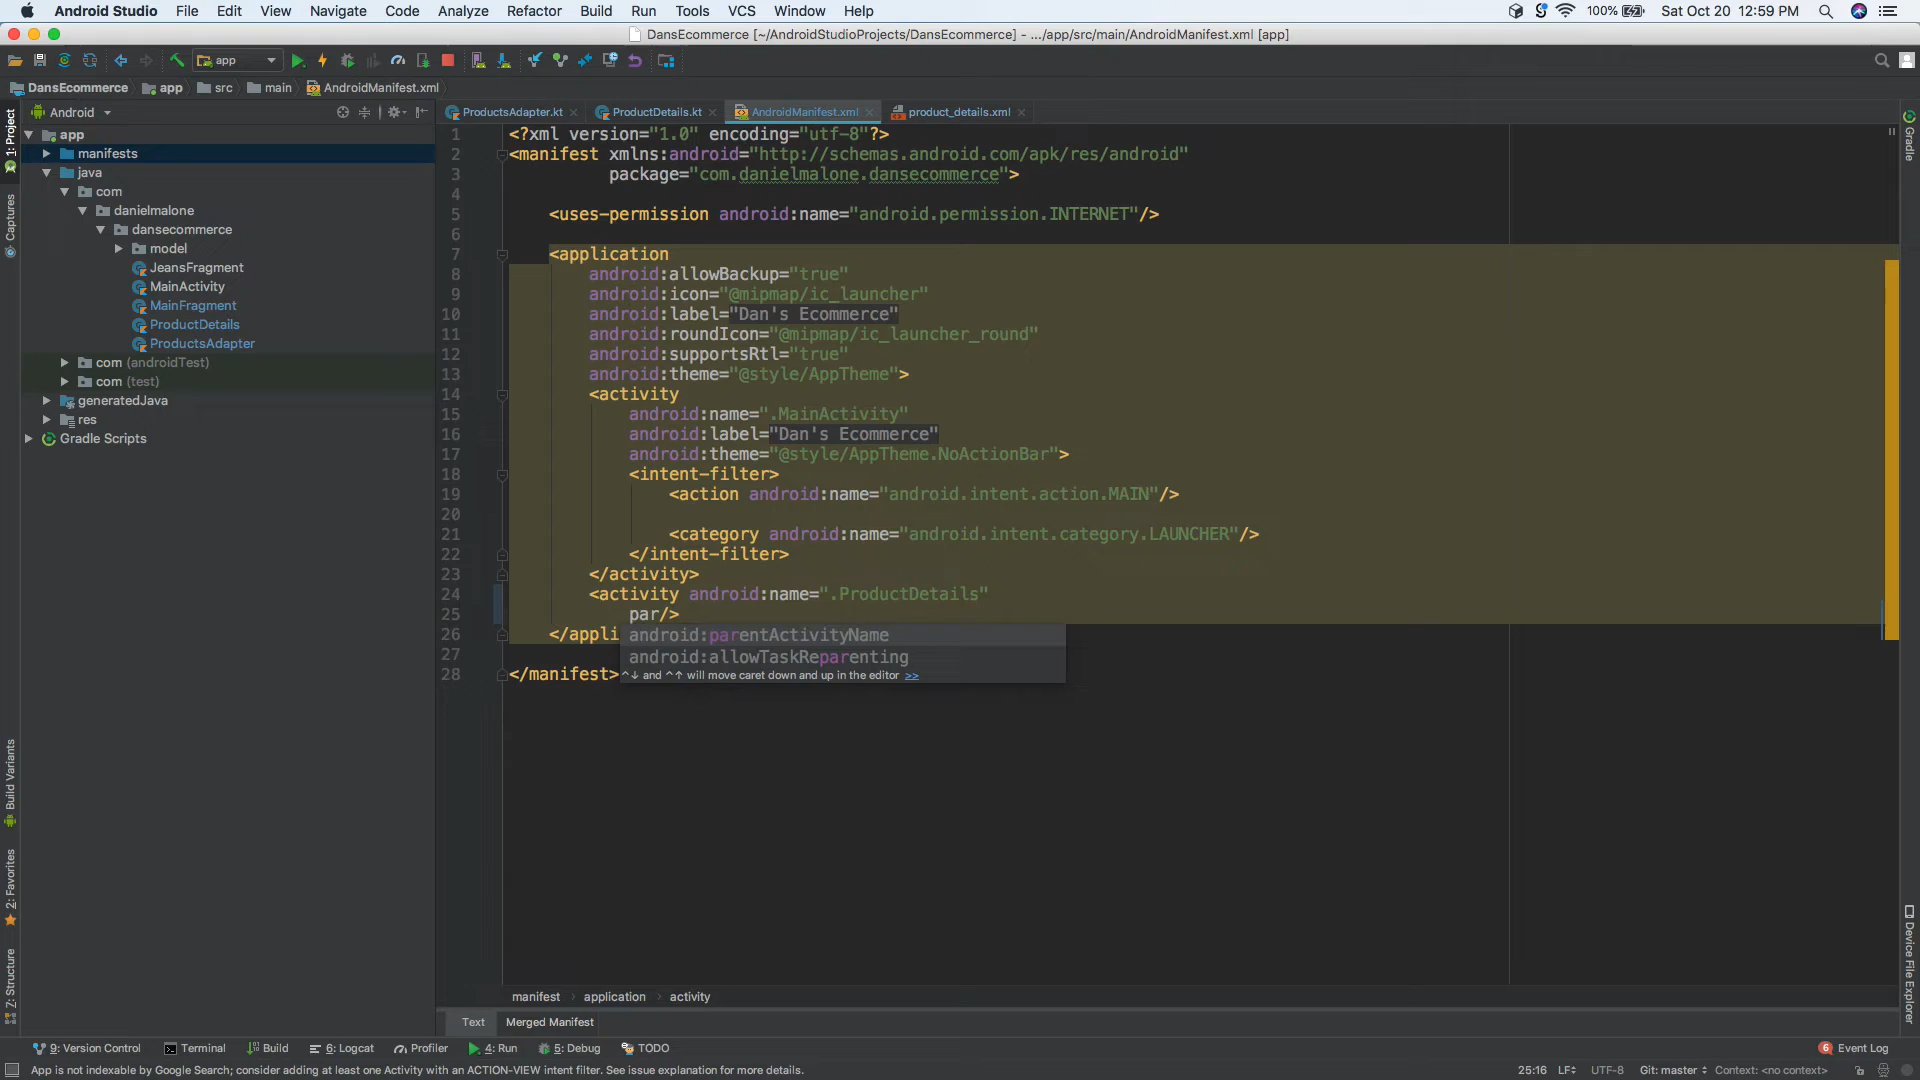 Android Studio File Edit View Navigate Code Analyze Refactor Build Run Tools VCS Window Help 100% Sat Oct 20 12:59 PM
DansEcommerce [~/AndroidStudioProjects/DansEcommerce] - .../app/src/main/AndroidManifest.xml [app]
app
DansEcommerce app src main AndroidManifest.xml
Android
ProductsAdapter.kt ProductDetails.kt AndroidManifest.xml product_details.xml
1: Project
Captures
Build Variants
2: Favorites
Z: Structure
app
manifests
java
com
danielmalone
dansecommerce
model
JeansFragment
MainActivity
MainFragment
ProductDetails
ProductsAdapter
com (androidTest)
com (test)
generatedJava
res
Gradle Scripts
1 <?xml version="1.0" encoding="utf-8"?>
2 <manifest xmlns:android="http://schemas.android.com/apk/res/android"
3 package="com.danielmalone.dansecommerce">
4
5 <uses-permission android:name="android.permission.INTERNET"/>
6
7 <application
8 android:allowBackup="true"
9 android:icon="@mipmap/ic_launcher"
10 android:label="Dan's Ecommerce"
11 android:roundIcon="@mipmap/ic_launcher_round"
12 android:supportsRtl="true"
13 android:theme="@style/AppTheme">
14 <activity
15 android:name=".MainActivity"
16 android:label="Dan's Ecommerce"
17 android:theme="@style/AppTheme.NoActionBar">
18 <intent-filter>
19 <action android:name="android.intent.action.MAIN"/>
20
21 <category android:name="android.intent.category.LAUNCHER"/>
22 </intent-filter>
23 </activity>
24 <activity android:name=".ProductDetails"
25 par/>
26 </appli
android:parentActivityName
27
android:allowTaskReparenting
28 </manifest>
^↓ and ^↑ will move caret down and up in the editor >>
Gradle
Device File Explorer
manifest › application › activity
Text Merged Manifest
9: Version Control Terminal Build 6: Logcat Profiler 4: Run 5: Debug TODO 6 Event Log
App is not indexable by Google Search; consider adding at least one Activity with an ACTION-VIEW intent filter. See issue explanation for more details. 25:16 LF UTF-8 Git: master Context: <no context>